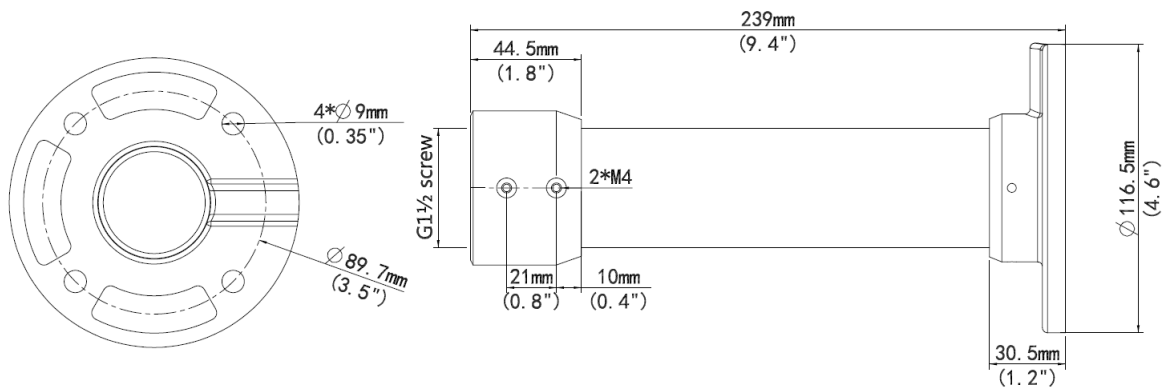 239mm
(9.4")
44.5mm
(1.8")
4*∅9mm
(0.35")
G1½ screw
2*M4
∅116.5mm
(4.6")
∅89.7mm
(3.5")
21mm
(0.8")
10mm
(0.4")
30.5mm
(1.2")